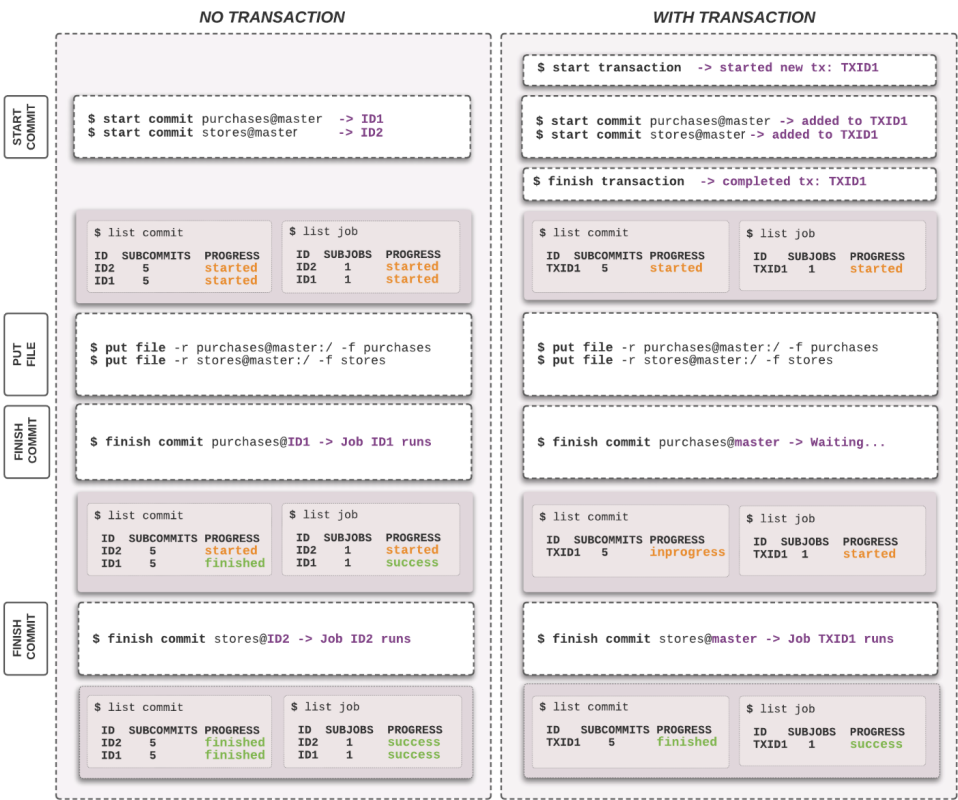 NO TRANSACTION
WITH TRANSACTION
$ start transaction -> started new tx: TXID1
START
COMMIT
$ start commit purchases@master -> ID1
$ start commit stores@master -> ID2
$ start commit purchases@master -> added to TXID1
$ start commit stores@master -> added to TXID1
$ finish transaction -> completed tx: TXID1
$ list commit
ID SUBCOMMITS PROGRESS
ID2 5 started
ID1 5 started
$ list job
ID SUBJOBS PROGRESS
ID2 1 started
ID1 1 started
$ list commit
ID SUBCOMMITS PROGRESS
TXID1 5 started
$ list job
ID SUBJOBS PROGRESS
TXID1 1 started
PUT
FILE
$ put file -r purchases@master:/ -f purchases
$ put file -r stores@master:/ -f stores
$ put file -r purchases@master:/ -f purchases
$ put file -r stores@master:/ -f stores
FINISH
COMMIT
$ finish commit purchases@ID1 -> Job ID1 runs
$ finish commit purchases@master -> Waiting...
$ list commit
ID SUBCOMMITS PROGRESS
ID2 5 started
ID1 5 finished
$ list job
ID SUBJOBS PROGRESS
ID2 1 started
ID1 1 success
$ list commit
ID SUBCOMMITS PROGRESS
TXID1 5 inprogress
$ list job
ID SUBJOBS PROGRESS
TXID1 1 started
FINISH
COMMIT
$ finish commit stores@ID2 -> Job ID2 runs
$ finish commit stores@master -> Job TXID1 runs
$ list commit
ID SUBCOMMITS PROGRESS
ID2 5 finished
ID1 5 finished
$ list job
ID SUBJOBS PROGRESS
ID2 1 success
ID1 1 success
$ list commit
ID SUBCOMMITS PROGRESS
TXID1 5 finished
$ list job
ID SUBJOBS PROGRESS
TXID1 1 success